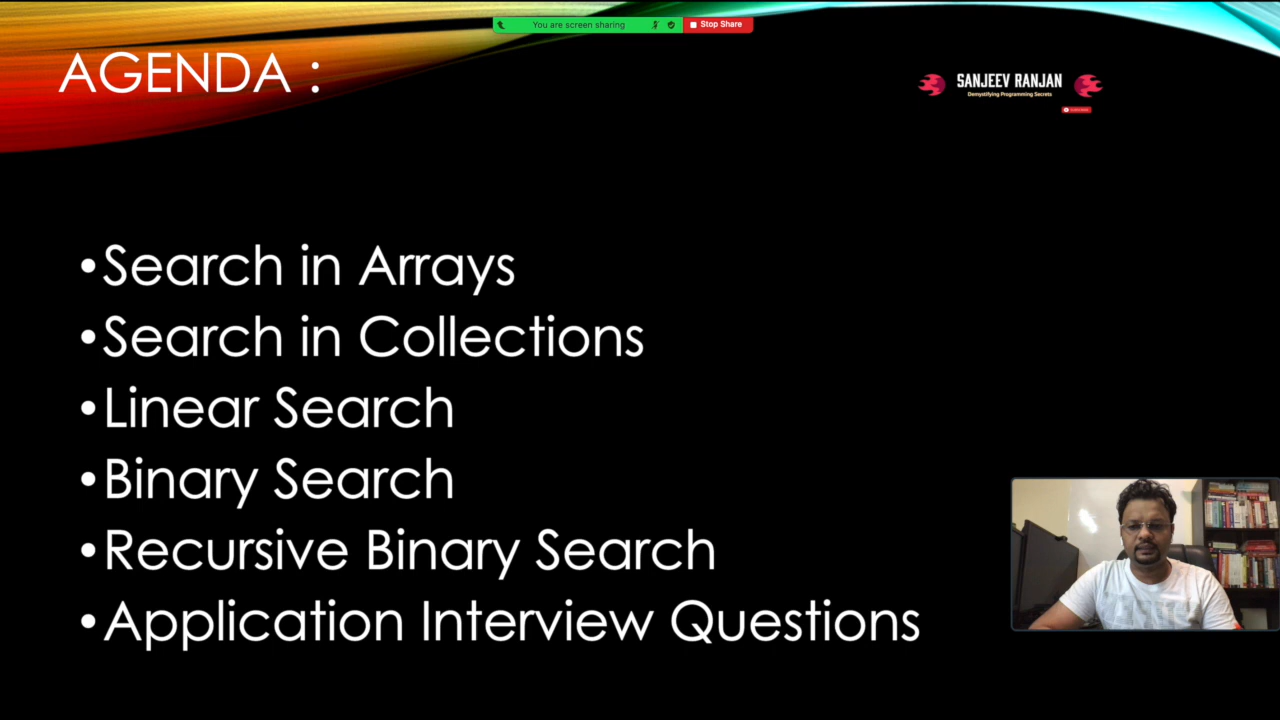 You are screen sharing Stop Share
AGENDA :
SANJEEV RANJAN
Demystifying Programming Secrets
SUBSCRIBE
•Search in Arrays
•Search in Collections
•Linear Search
•Binary Search
•Recursive Binary Search
•Application Interview Questions